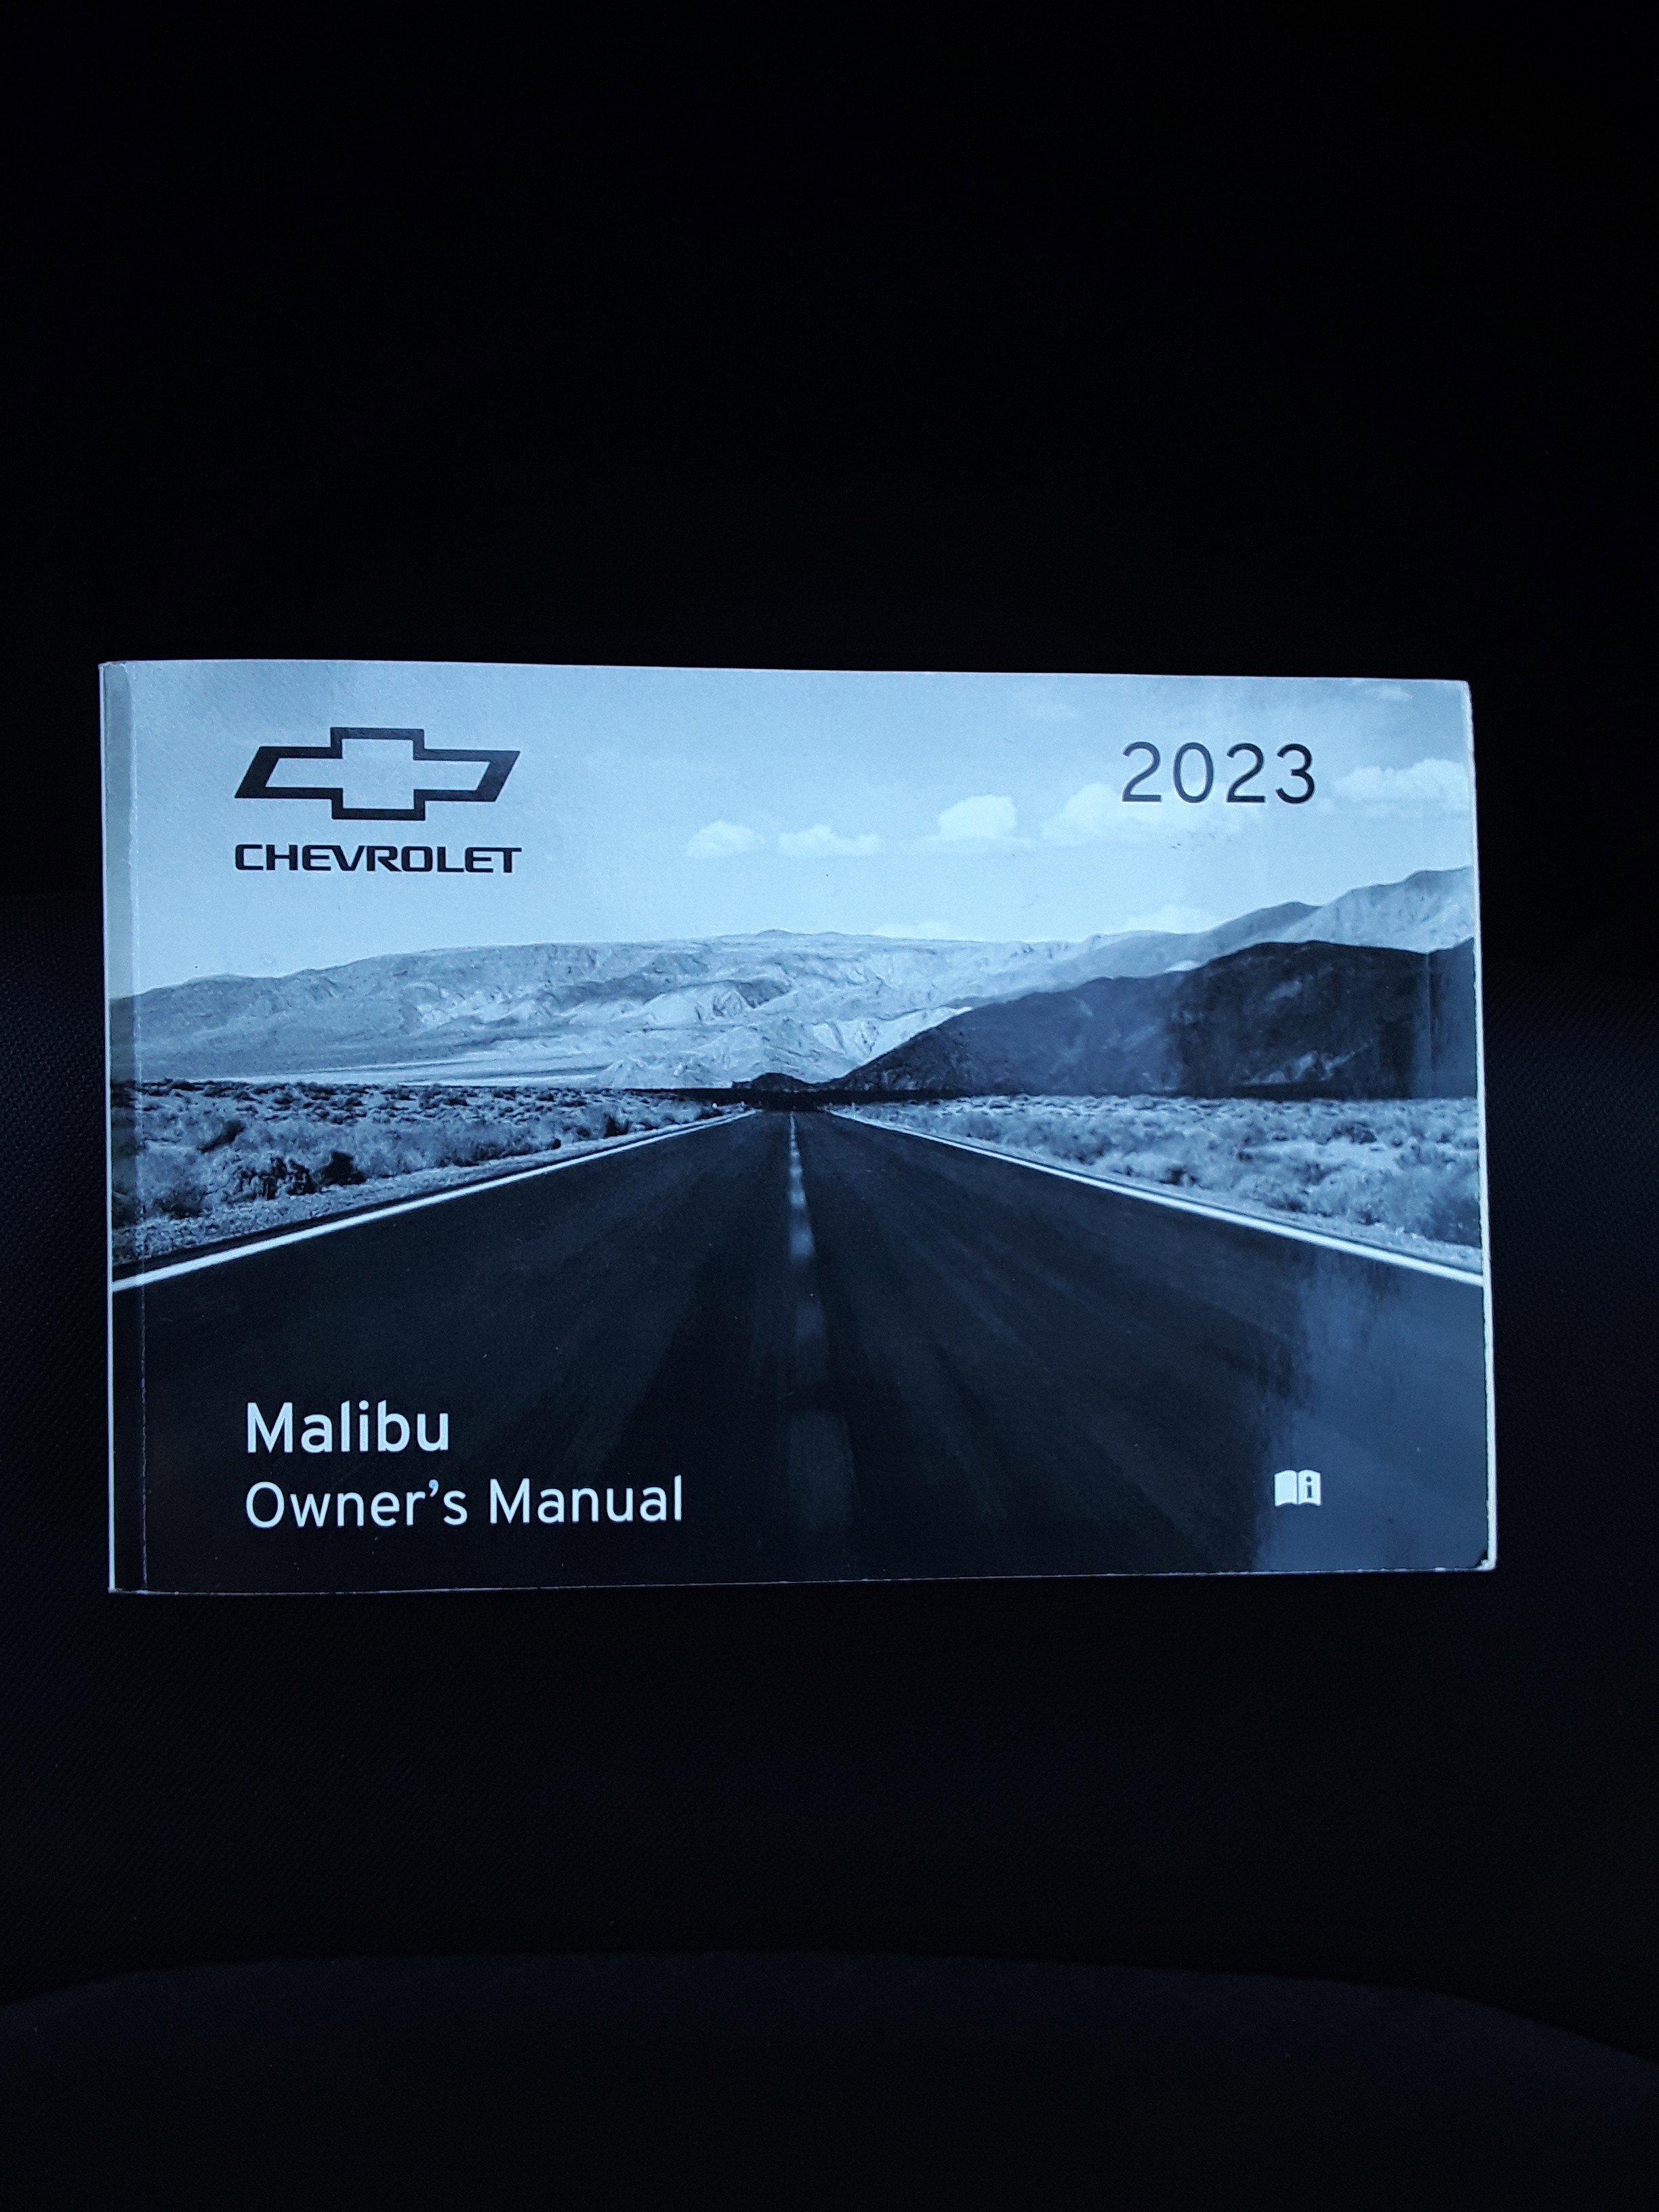 CHEVROLET
2023
Malibu
Owner's Manual